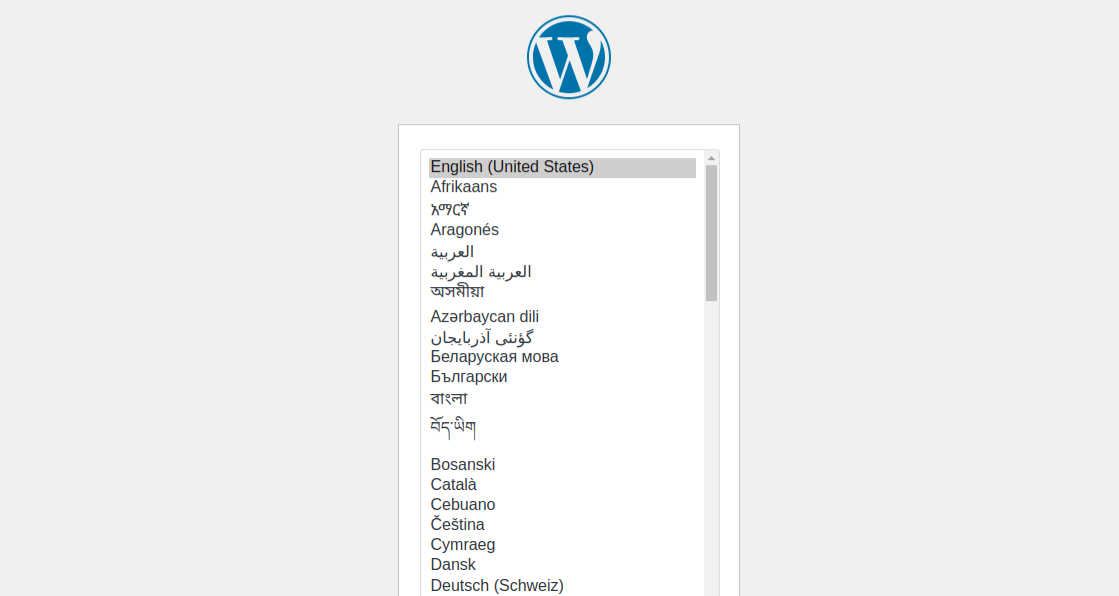 English (United States)
Afrikaans
አማርኛ
Aragonés
العربية
العربية المغربية
অসমীয়া
Azərbaycan dili
گؤنئی آذربایجان
Беларуская мова
Български
বাংলা
བོད་ཡིག
Bosanski
Català
Cebuano
Čeština
Cymraeg
Dansk
Deutsch (Schweiz)